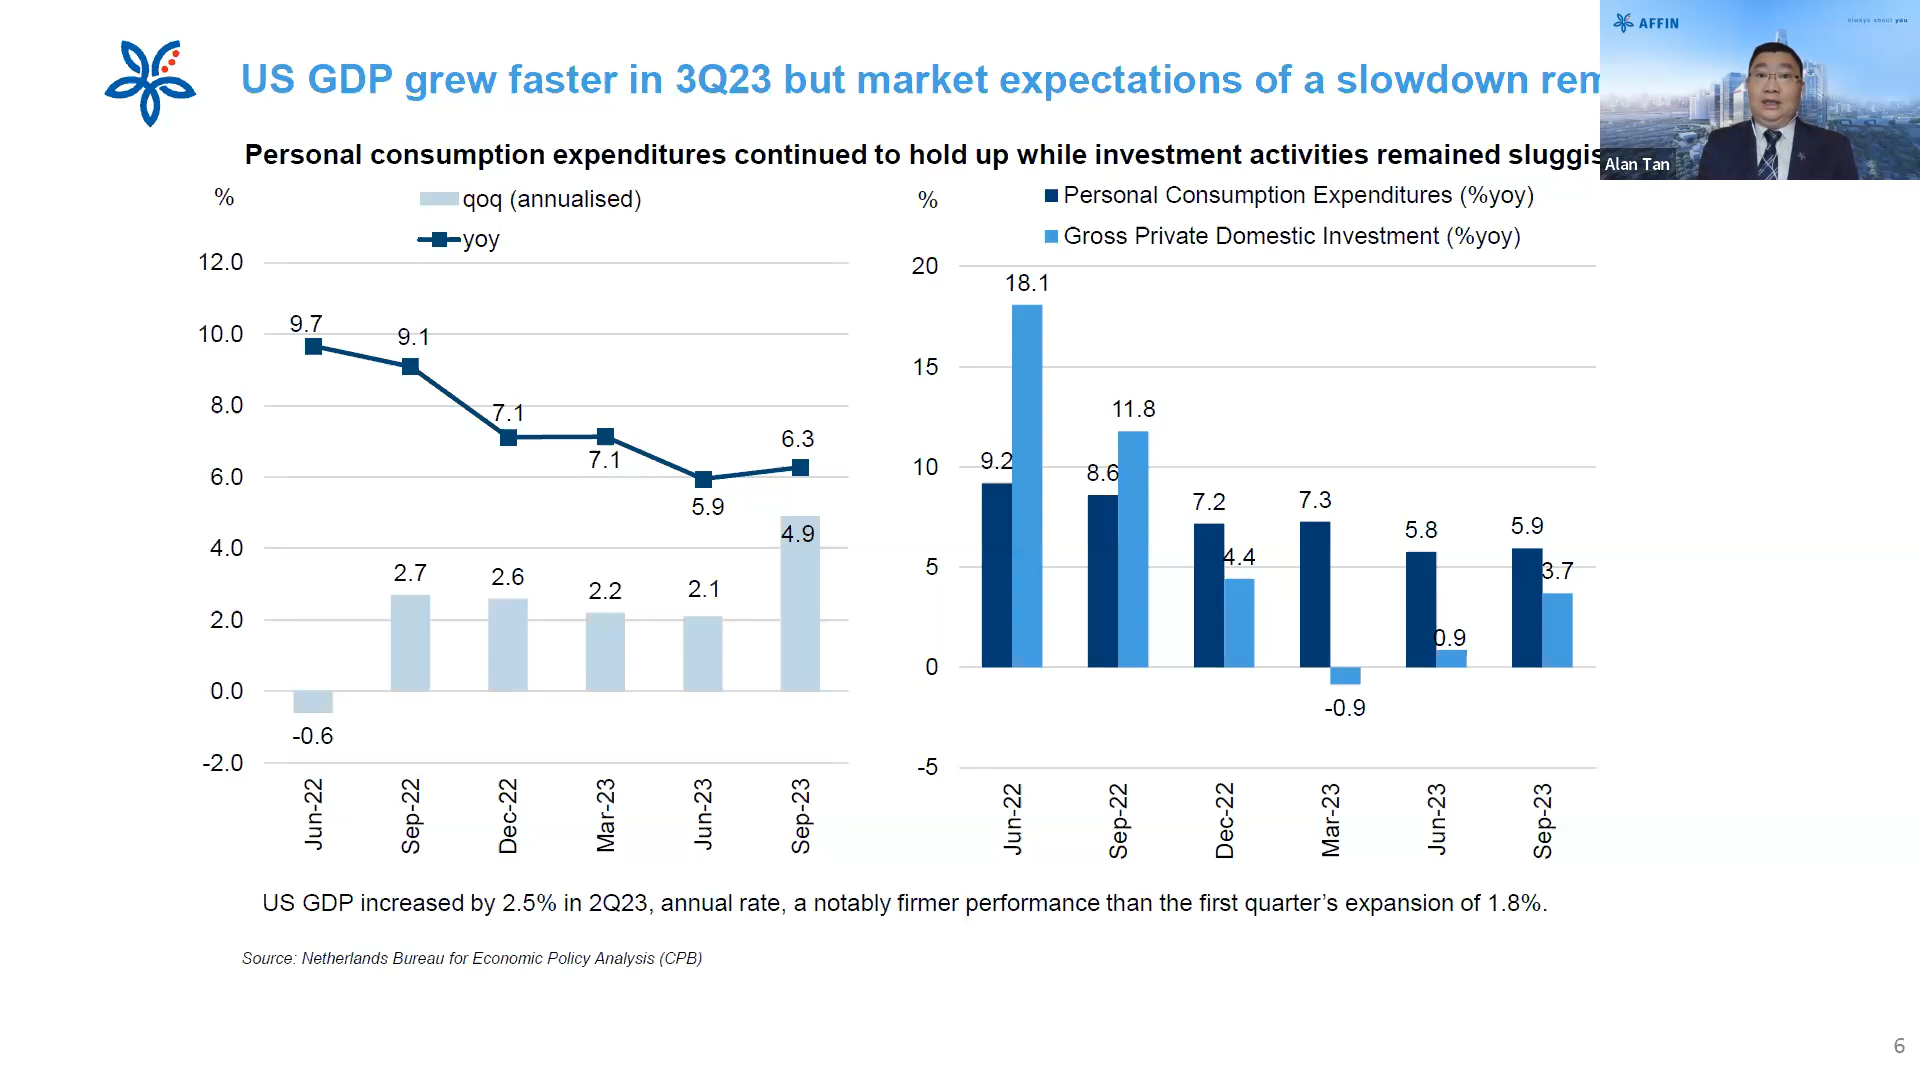 US GDP grew faster in 3Q23 but market expectations of a slowdown
Personal consumption expenditures continued to hold up while investment activities remained
AFFIN
always about you
Alan Tan
%
qoq (annualised)
yoy
12.0
10.0
8.0
6.0
4.0
2.0
0.0
-2.0
9.7
9.1
7.1
7.1
5.9
6.3
-0.6
2.7
2.6
2.2
2.1
4.9
Jun-22
Sep-22
Dec-22
Mar-23
Jun-23
Sep-23
%
Personal Consumption Expenditures (%yoy)
Gross Private Domestic Investment (%yoy)
20
15
10
5
0
-5
9.2
18.1
8.6
11.8
7.2
4.4
7.3
-0.9
5.8
0.9
5.9
3.7
Jun-22
Sep-22
Dec-22
Mar-23
Jun-23
Sep-23
US GDP increased by 2.5% in 2Q23, annual rate, a notably firmer performance than the first quarter’s expansion of 1.8%.
Source: Netherlands Bureau for Economic Policy Analysis (CPB)
6